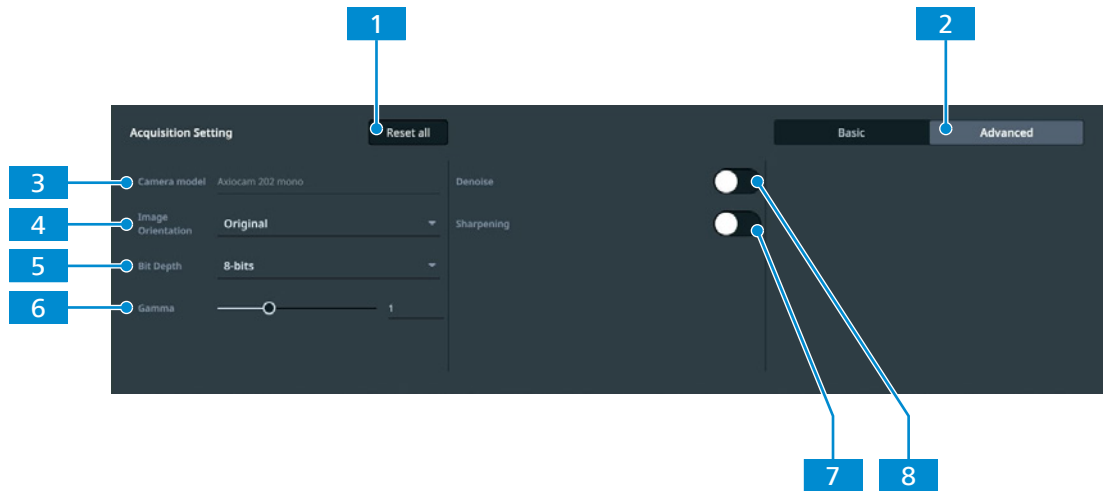 1
2
Acquisition Setting
Reset all
Basic
Advanced
3
Camera model
Axiocam 202 mono
Denoise
4
Image
Orientation
Original
Sharpening
5
Bit Depth
8-bits
6
Gamma
1
7
8